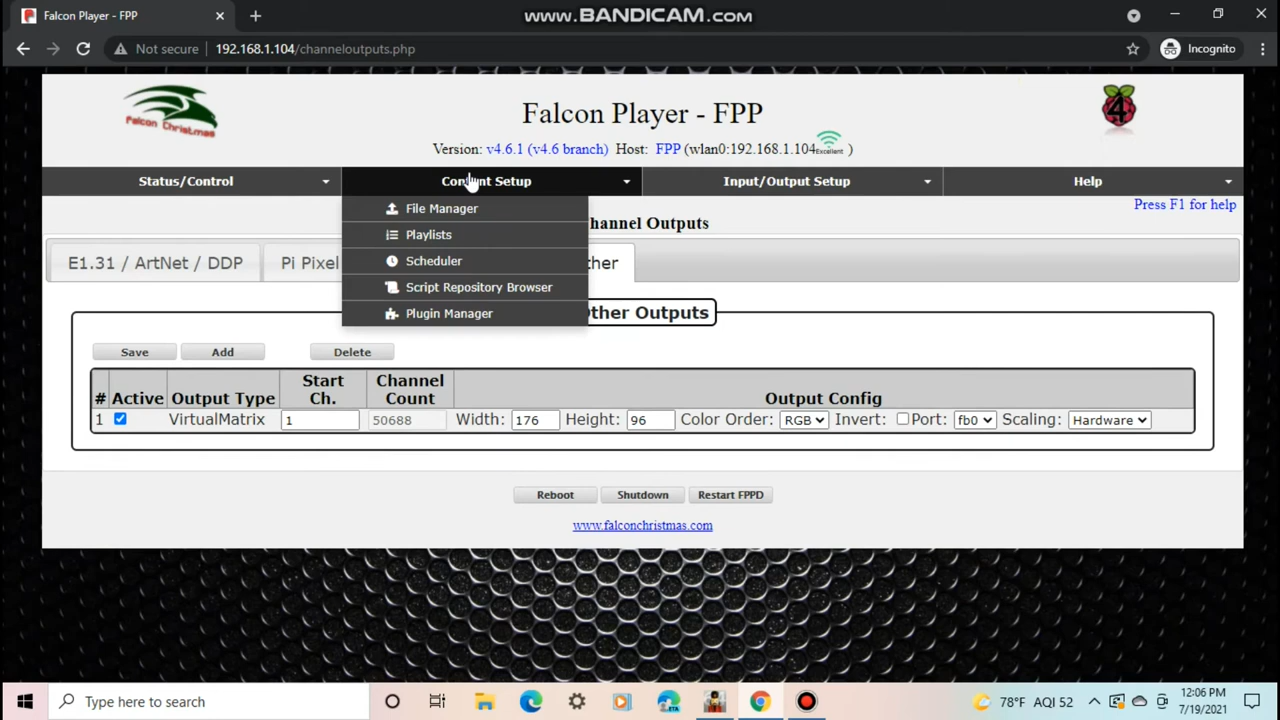 Falcon Player - FPP
www.BANDICAM.com
Not secure
192.168.1.104/channeloutputs.php
Incognito
Falcon Christmas
Falcon Player - FPP
4
Version: v4.6.1 (v4.6 branch) Host: FPP (wlan0:192.168.1.104 Excellent )
Status/Control
Content Setup
Input/Output Setup
Help
Press F1 for help
File Manager
Playlists
Scheduler
Script Repository Browser
Plugin Manager
hannel Outputs
E1.31 / ArtNet / DDP
Pi Pixel
ther
ther Outputs
Save Add Delete
# Active Output Type Start Ch. Channel Count Output Config
1 VirtualMatrix 1 50688 Width: 176 Height: 96 Color Order: RGB Invert: Port: fb0 Scaling: Hardware
Reboot Shutdown Restart FPPD
www.falconchristmas.com
Type here to search
ETA
78°F AQI 52
12:06 PM
7/19/2021